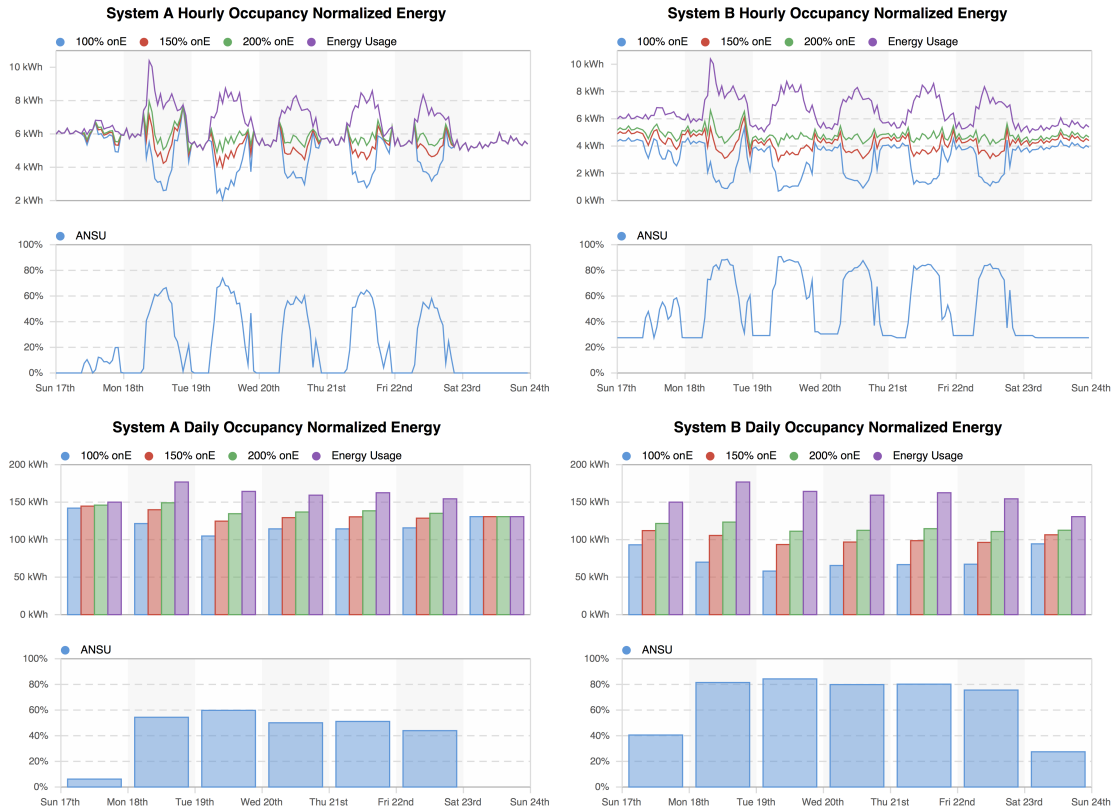 System A Hourly Occupancy Normalized Energy
100% onE 150% onE 200% onE Energy Usage
10 kWh
8 kWh
6 kWh
4 kWh
2 kWh
ANSU
100%
80%
60%
40%
20%
0%
Sun 17th Mon 18th Tue 19th Wed 20th Thu 21st Fri 22nd Sat 23rd Sun 24th
System B Hourly Occupancy Normalized Energy
100% onE 150% onE 200% onE Energy Usage
10 kWh
8 kWh
6 kWh
4 kWh
2 kWh
0 kWh
ANSU
100%
80%
60%
40%
20%
0%
Sun 17th Mon 18th Tue 19th Wed 20th Thu 21st Fri 22nd Sat 23rd Sun 24th
System A Daily Occupancy Normalized Energy
100% onE 150% onE 200% onE Energy Usage
200 kWh
150 kWh
100 kWh
50 kWh
0 kWh
ANSU
100%
80%
60%
40%
20%
0%
Sun 17th Mon 18th Tue 19th Wed 20th Thu 21st Fri 22nd Sat 23rd Sun 24th
System B Daily Occupancy Normalized Energy
100% onE 150% onE 200% onE Energy Usage
200 kWh
150 kWh
100 kWh
50 kWh
0 kWh
ANSU
100%
80%
60%
40%
20%
0%
Sun 17th Mon 18th Tue 19th Wed 20th Thu 21st Fri 22nd Sat 23rd Sun 24th